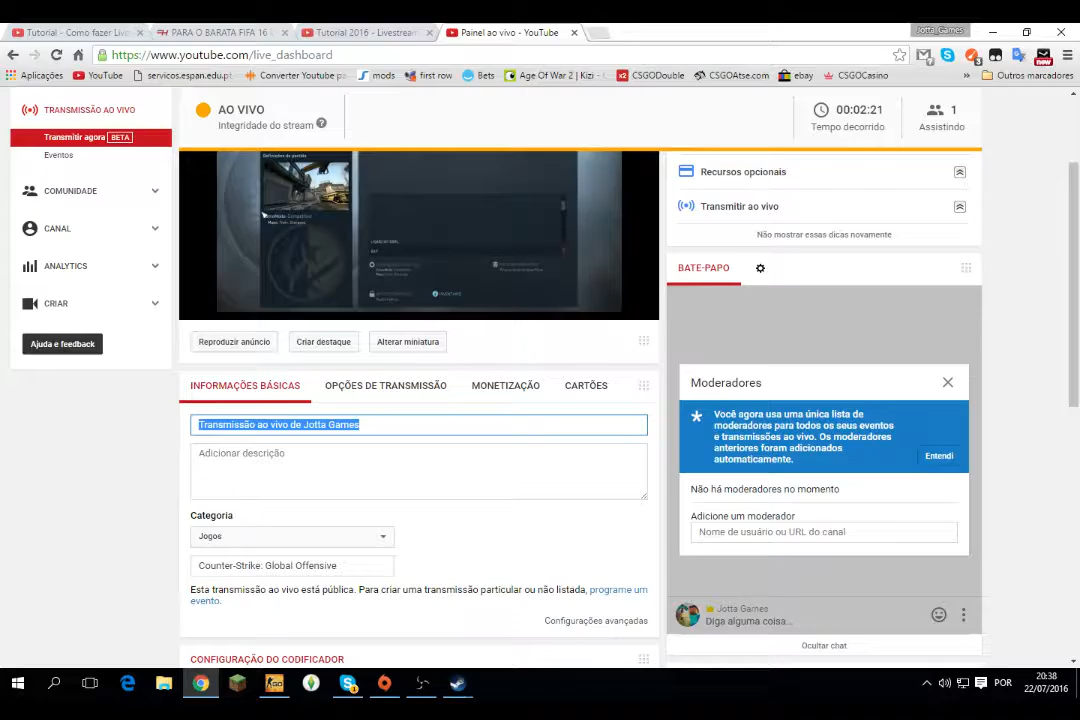 Tutorial - Como fazer Live
PARA O BARATA FIFA 16
Tutorial 2016 - Livestream
Painel ao vivo - YouTube
Jotta Games
https://www.youtube.com/live_dashboard
Aplicações
YouTube
servicos.espan.edu.pt
Converter Youtube pa
mods
first row
Bets
Age Of War 2 | Kizi -
CSGODouble
CSGOAtse.com
ebay
CSGOCasino
»
Outros marcadores
TRANSMISSÃO AO VIVO
Transmitir agora BETA
Eventos
COMUNIDADE
CANAL
ANALYTICS
CRIAR
Ajuda e feedback
AO VIVO
Integridade do stream ?
00:02:21
Tempo decorrido
1
Assistindo
Recursos opcionais
Transmitir ao vivo
Não mostrar essas dicas novamente
BATE-PAPO
Reproduzir anúncio
Criar destaque
Alterar miniatura
INFORMAÇÕES BÁSICAS
OPÇÕES DE TRANSMISSÃO
MONETIZAÇÃO
CARTÕES
Transmissão ao vivo de Jotta Games
Adicionar descrição
Categoria
Jogos
Counter-Strike: Global Offensive
Esta transmissão ao vivo está pública. Para criar uma transmissão particular ou não listada, programe um
evento.
Configurações avançadas
CONFIGURAÇÃO DO CODIFICADOR
Moderadores
Você agora usa uma única lista de
moderadores para todos os seus eventos
e transmissões ao vivo. Os moderadores
anteriores foram adicionados
automaticamente.
Entendi
Não há moderadores no momento
Adicione um moderador
Nome de usuário ou URL do canal
Jotta Games
Diga alguma coisa...
Ocultar chat
POR
20:38
22/07/2016